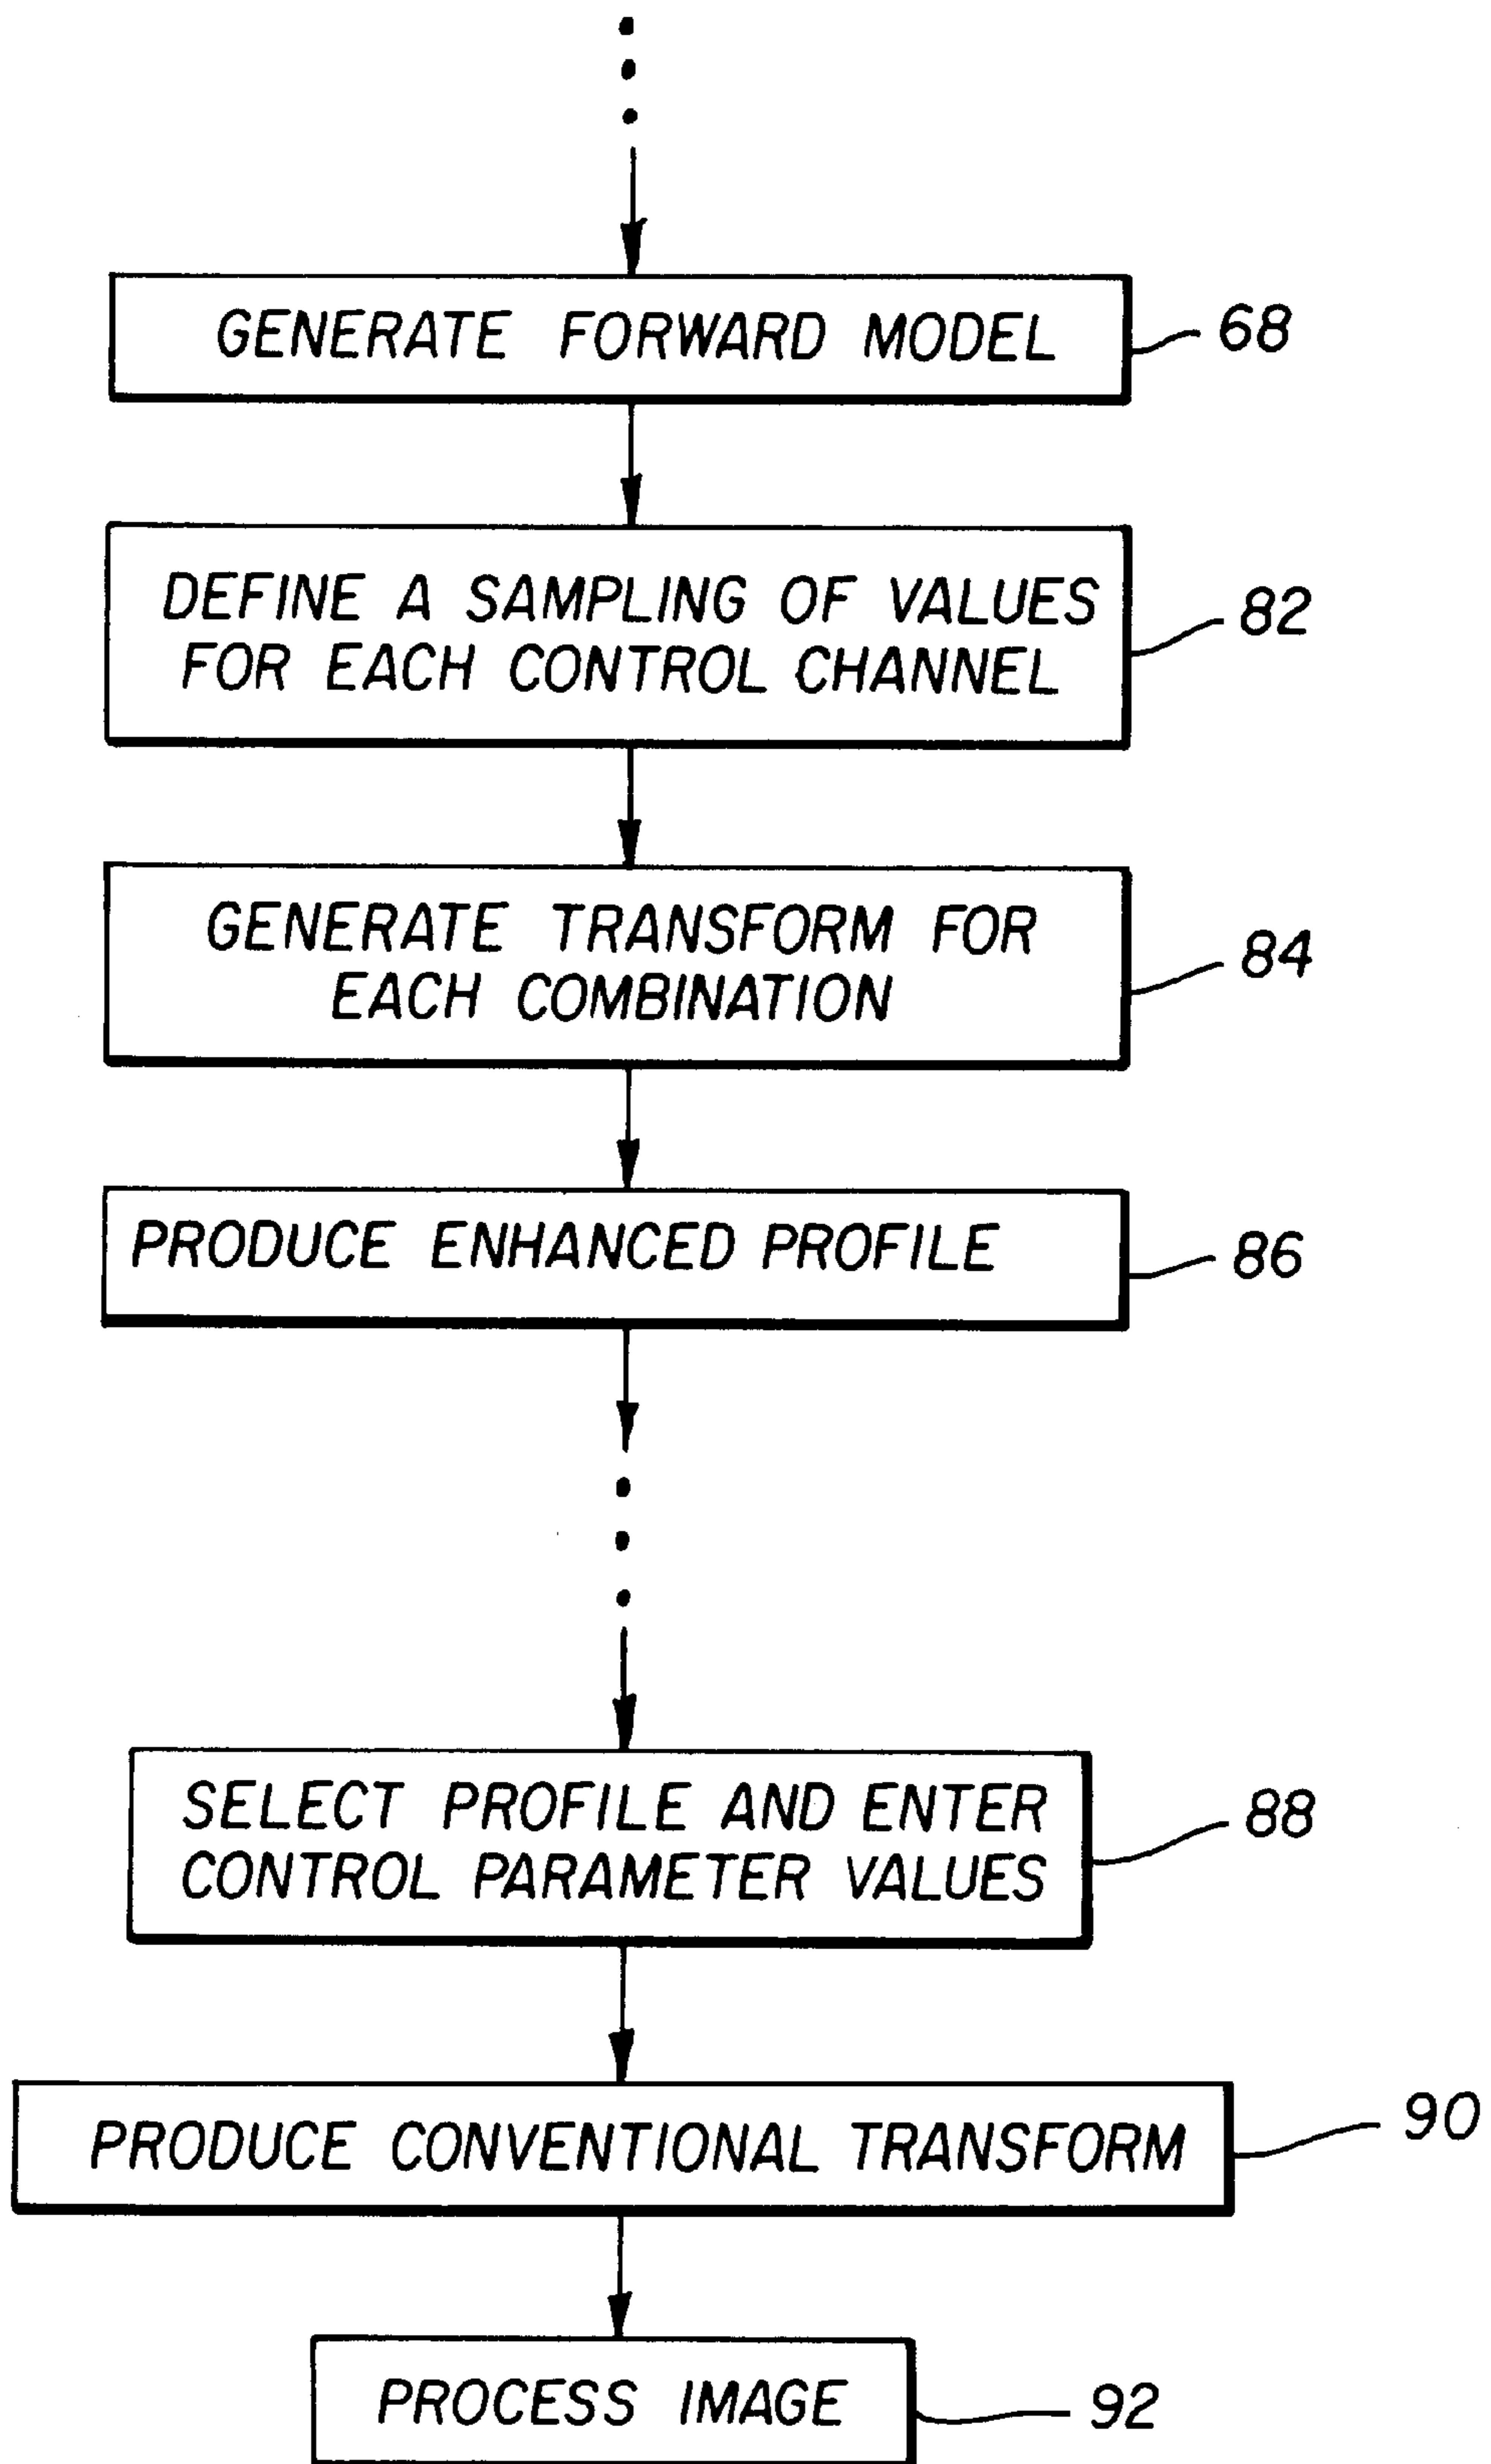 GENERATE FORWARD MODEL
68
DEFINE A SAMPLING OF VALUES
FOR EACH CONTROL CHANNEL
82
GENERATE TRANSFORM FOR
EACH COMBINATION
84
PRODUCE ENHANCED PROFILE
86
SELECT PROFILE AND ENTER
CONTROL PARAMETER VALUES
88
PRODUCE CONVENTIONAL TRANSFORM
90
PROCESS IMAGE
92